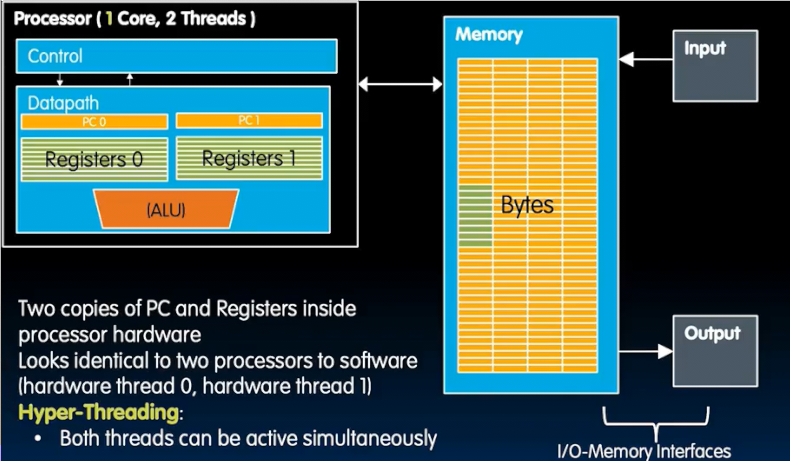 Processor ( 1 Core, 2 Threads )
Control
Datapath
PC 0
PC 1
Registers 0
Registers 1
(ALU)
Memory
Bytes
Input
Output
I/O-Memory Interfaces
Two copies of PC and Registers inside
processor hardware
Looks identical to two processors to software
(hardware thread 0, hardware thread 1)
Hyper-Threading:
• Both threads can be active simultaneously